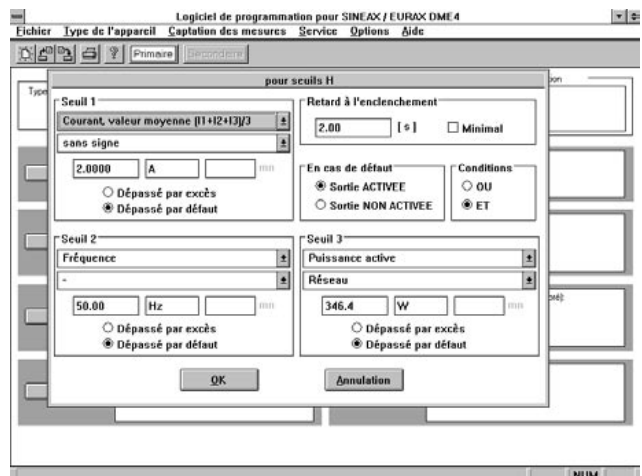 Logiciel de programmation pour SINEAX / EURAX DME4
Fichier Type de l'appareil Captation des mesures Service Options Aide
Primaire Secondaire
Type
pour seuils H
Seuil 1
Courant, valeur moyenne (I1+I2+I3)/3
sans signe
2.0000 A mn
Dépassé par excès
Dépassé par défaut
Retard à l'enclenchement
2.00 [s] Minimal
En cas de défaut
Sortie ACTIVEE
Sortie NON ACTIVEE
Conditions
OU
ET
Seuil 2
Fréquence
-
50.00 Hz mn
Dépassé par excès
Dépassé par défaut
Seuil 3
Puissance active
Réseau
346.4 W mn
Dépassé par excès
Dépassé par défaut
OK Annulation
NUM